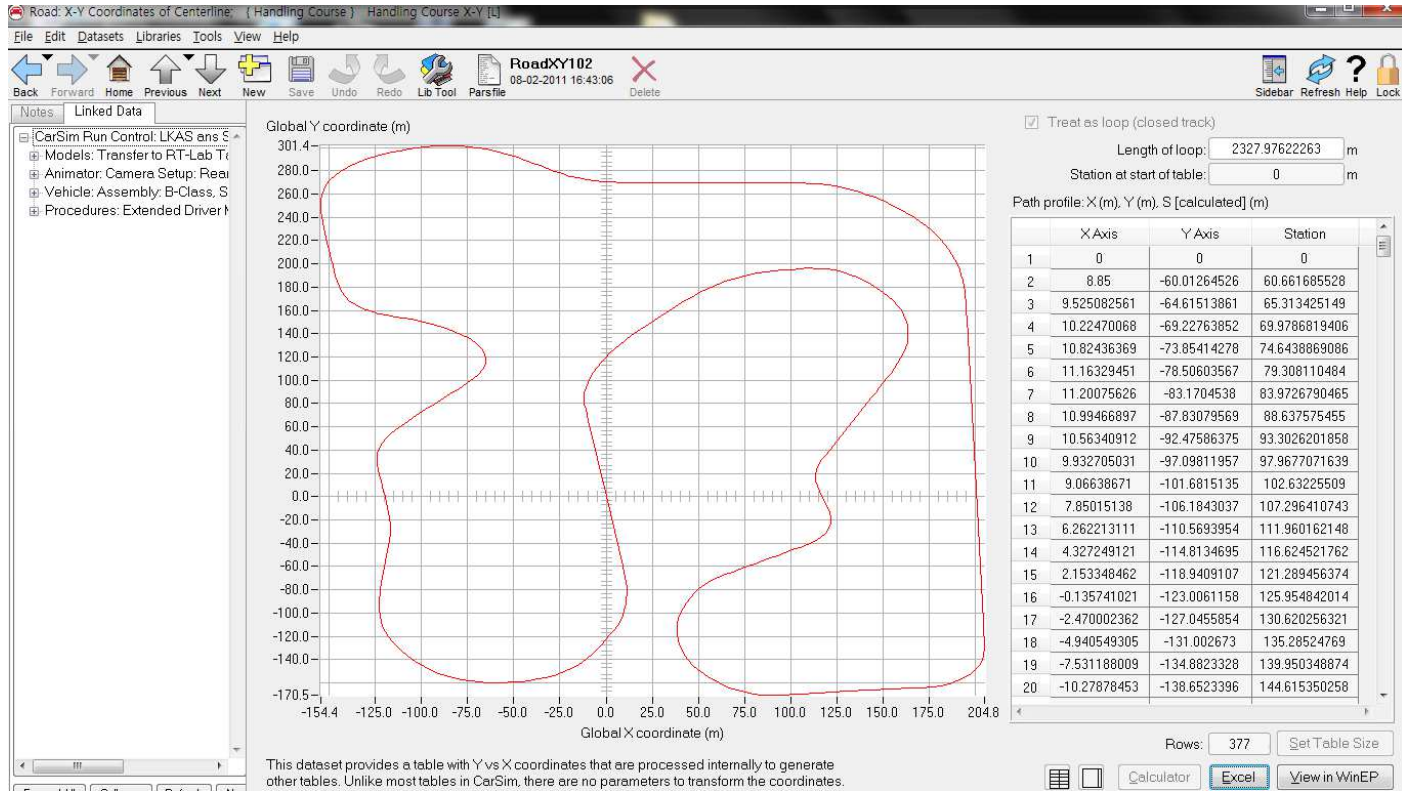 Road: X-Y Coordinates of Centerline; { Handling Course } Handling Course X-Y [L]
File Edit Datasets Libraries Tools View Help
Back Forward Home Previous Next New Save Undo Redo Lib Tool Parsfile RoadXY102 08-02-2011 16:43:06 Delete Sidebar Refresh Help Lock
Notes Linked Data
CarSim Run Control: LKAS ans S
Models: Transfer to RT-Lab
Animator: Camera Setup: Rear
Vehicle: Assembly: B-Class, S
Procedures: Extended Driver
Global Y coordinate (m)
301.4
280.0
260.0
240.0
220.0
200.0
180.0
160.0
140.0
120.0
100.0
80.0
60.0
40.0
20.0
0.0
-20.0
-40.0
-60.0
-80.0
-100.0
-120.0
-140.0
-170.5
-154.4 -125.0 -100.0 -75.0 -50.0 -25.0 0.0 25.0 50.0 75.0 100.0 125.0 150.0 175.0 204.8
Global X coordinate (m)
This dataset provides a table with Y vs X coordinates that are processed internally to generate
other tables. Unlike most tables in CarSim, there are no parameters to transform the coordinates.
Treat as loop (closed track)
Length of loop: 2327.97622263 m
Station at start of table: 0 m
Path profile: X (m), Y (m), S [calculated] (m)
X Axis Y Axis Station
1 0 0 0
2 8.85 -60.01264526 60.661685528
3 9.525082561 -64.61513861 65.313425149
4 10.22470068 -69.22763852 69.9786819406
5 10.82436369 -73.85414278 74.6438869086
6 11.16329451 -78.50603567 79.308110484
7 11.20075626 -83.1704538 83.9726790465
8 10.99466897 -87.83079569 88.637575455
9 10.56340912 -92.47586375 93.3026201858
10 9.932705031 -97.09811957 97.9677071639
11 9.06638671 -101.6815135 102.63225509
12 7.85015138 -106.1843037 107.296410743
13 6.262213111 -110.5693954 111.960162148
14 4.327249121 -114.8134695 116.624521762
15 2.153348462 -118.9409107 121.289456374
16 -0.135741021 -123.0061158 125.954842014
17 -2.470002362 -127.0455854 130.620256321
18 -4.940549305 -131.002673 135.28524769
19 -7.531188009 -134.8823328 139.950348874
20 -10.27878453 -138.6523396 144.615350258
Rows: 377 Set Table Size
Calculator Excel View in WinEP